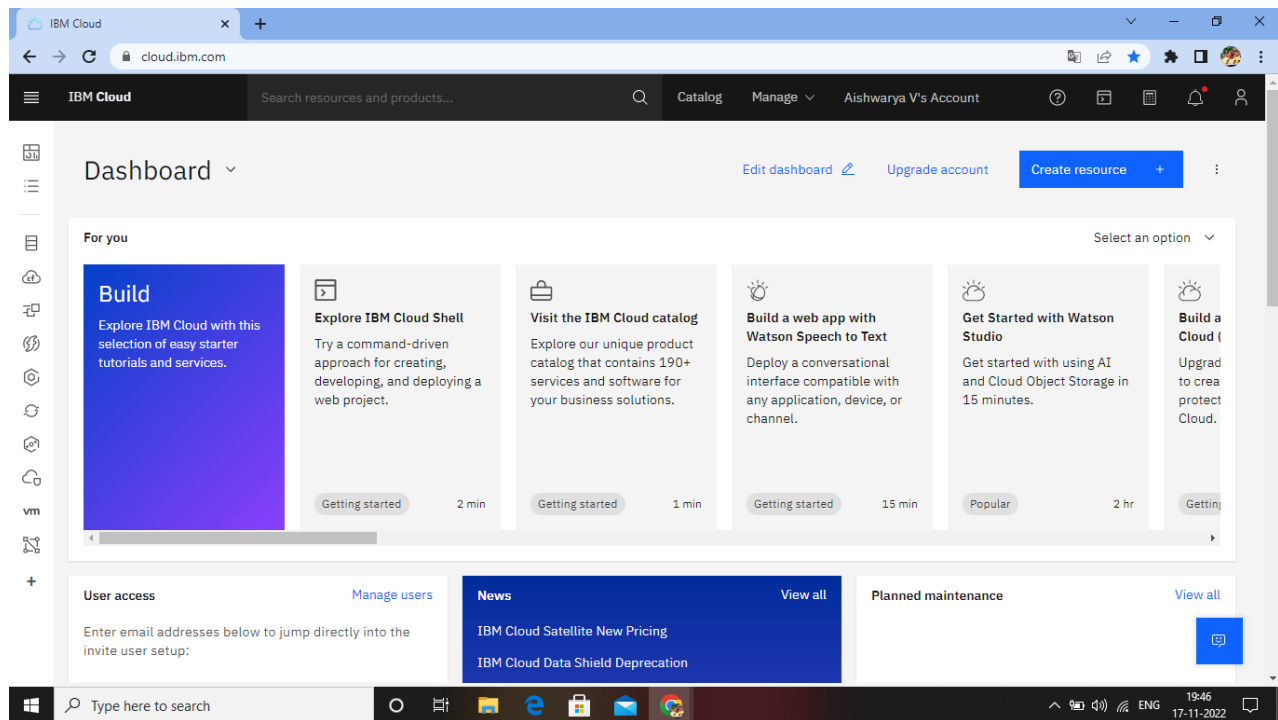 IBM Cloud
cloud.ibm.com
IBM Cloud
Search resources and products...
Catalog
Manage
Aishwarya V's Account
Dashboard
Edit dashboard
Upgrade account
Create resource +
For you
Select an option
Build
Explore IBM Cloud with this
selection of easy starter
tutorials and services.
Explore IBM Cloud Shell
Try a command-driven
approach for creating,
developing, and deploying a
web project.
Getting started
2 min
Visit the IBM Cloud catalog
Explore our unique product
catalog that contains 190+
services and software for
your business solutions.
Getting started
1 min
Build a web app with
Watson Speech to Text
Deploy a conversational
interface compatible with
any application, device, or
channel.
Getting started
15 min
Get Started with Watson
Studio
Get started with using AI
and Cloud Object Storage in
15 minutes.
Popular
2 hr
Build a
Cloud (
Upgrad
to crea
protect
Cloud.
Getting
vm
User access
Manage users
Enter email addresses below to jump directly into the
invite user setup:
News
View all
IBM Cloud Satellite New Pricing
IBM Cloud Data Shield Deprecation
Planned maintenance
View all
Type here to search
ENG
19:46
17-11-2022